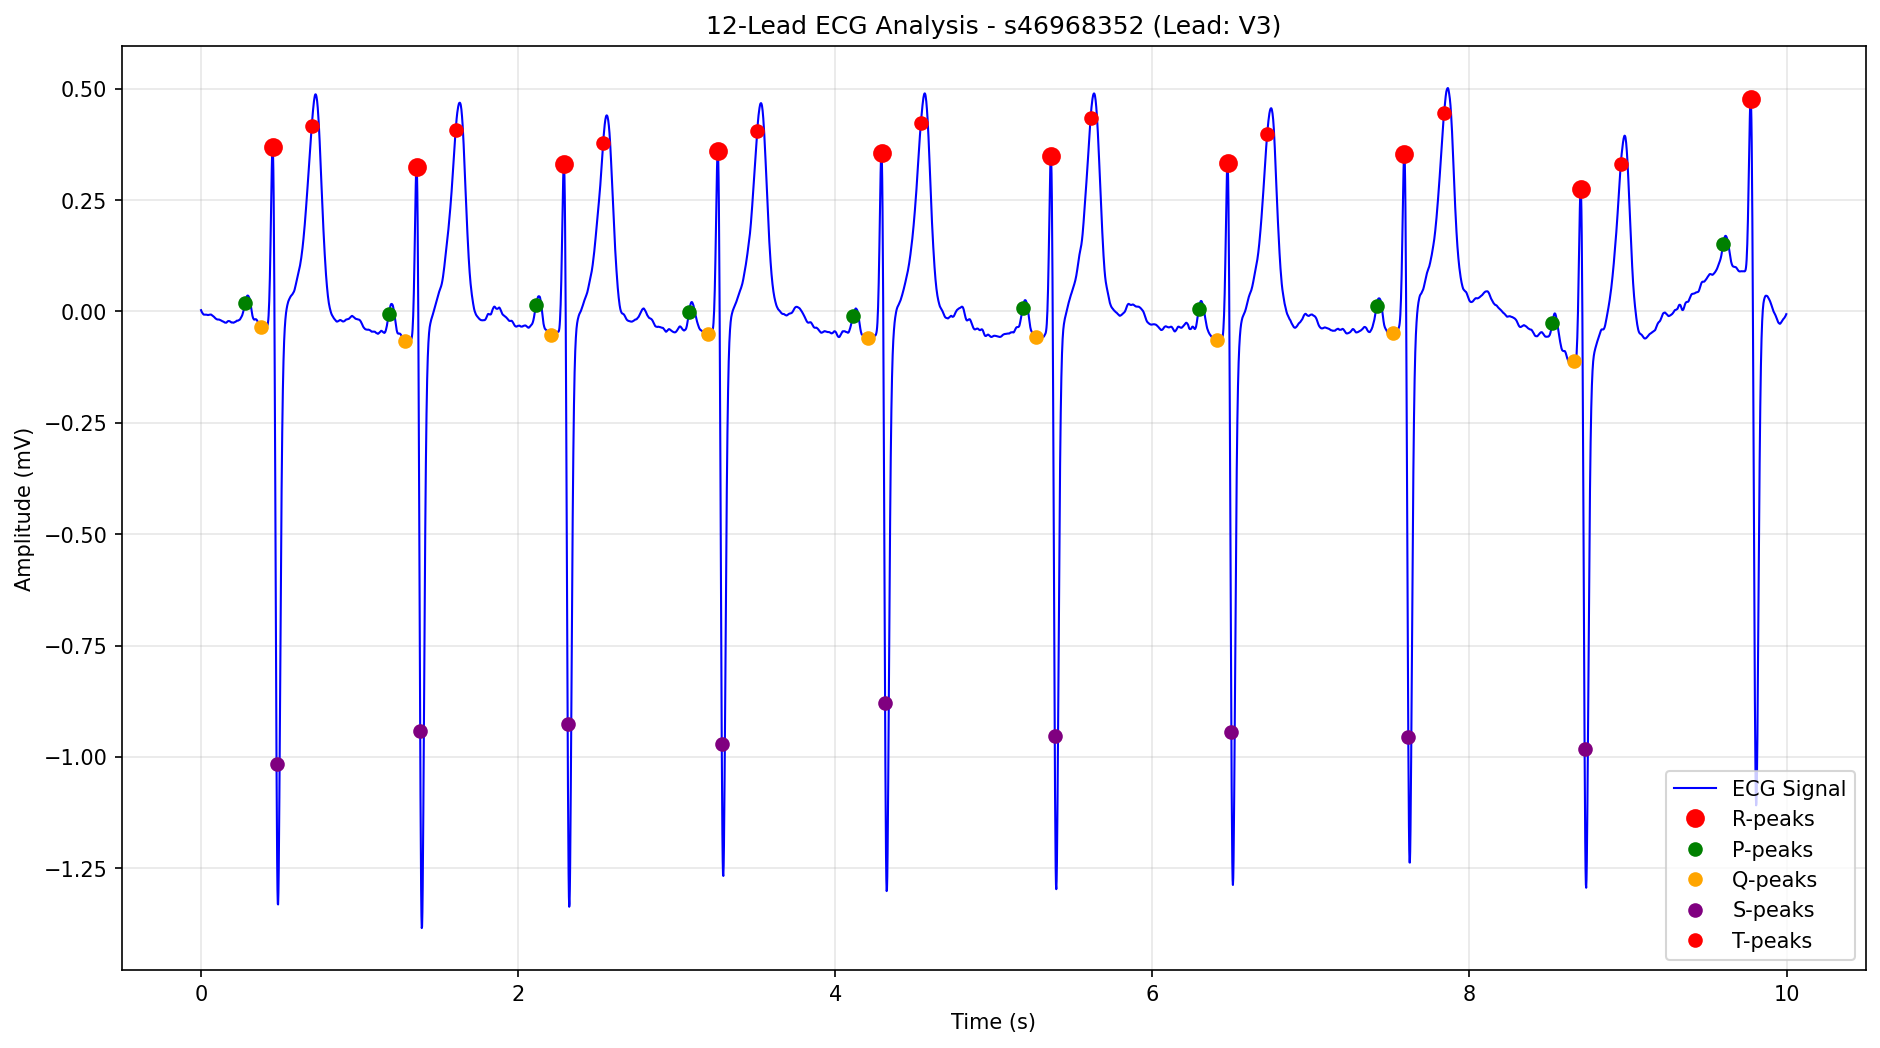 12-Lead ECG Analysis - s46968352 (Lead: V3)
Amplitude (mV)
0.50
0.25
0.00
−0.25
−0.50
−0.75
−1.00
−1.25
ECG Signal
R-peaks
P-peaks
Q-peaks
S-peaks
T-peaks
0 2 4 6 8 10
Time (s)